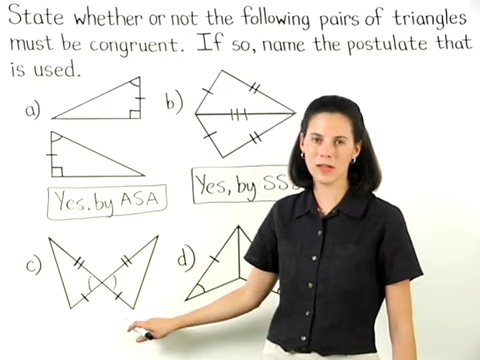 State whether or not the following pairs of triangles
must be congruent. If so, name the postulate that
is used.
a)
b)
Yes, by ASA
Yes, by SS
c)
d)